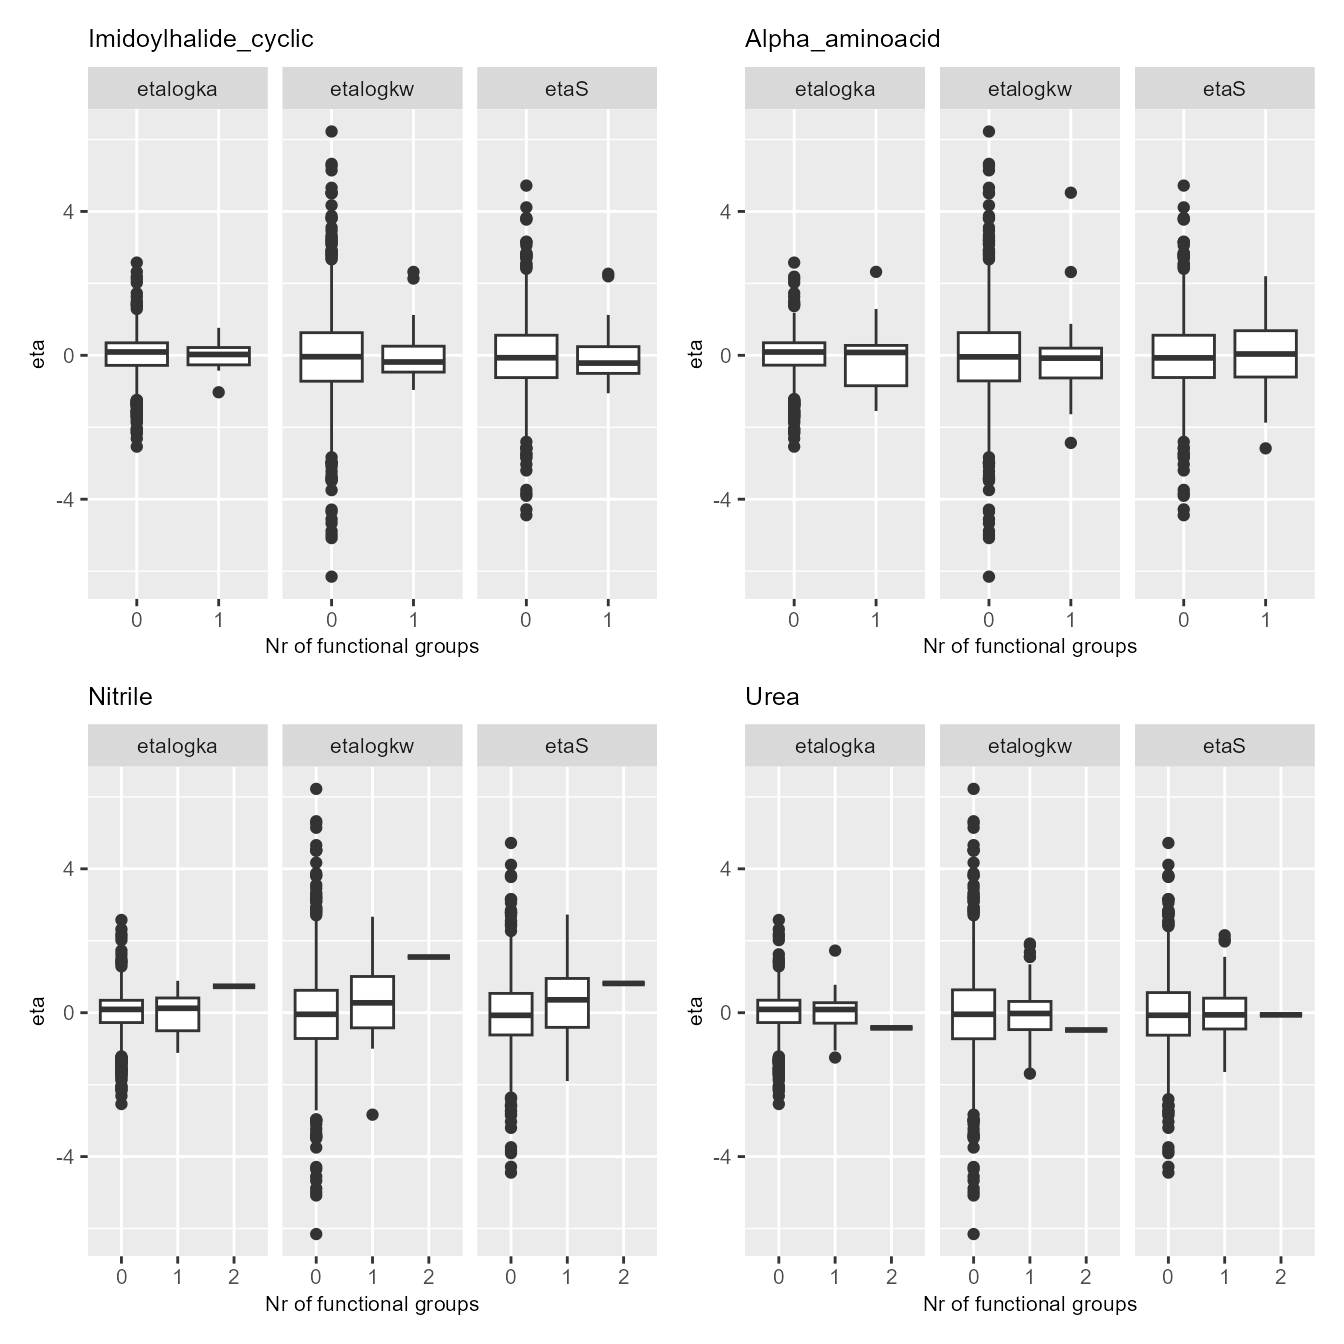 Imidoylhalide_cyclic
etalogka etalogkw etaS
eta
4
0
-4
0 1 0 1 0 1
Nr of functional groups
Alpha_aminoacid
etalogka etalogkw etaS
eta
4
0
-4
0 1 0 1 0 1
Nr of functional groups
Nitrile
etalogka etalogkw etaS
eta
4
0
-4
0 1 2 0 1 2 0 1 2
Nr of functional groups
Urea
etalogka etalogkw etaS
eta
4
0
-4
0 1 2 0 1 2 0 1 2
Nr of functional groups